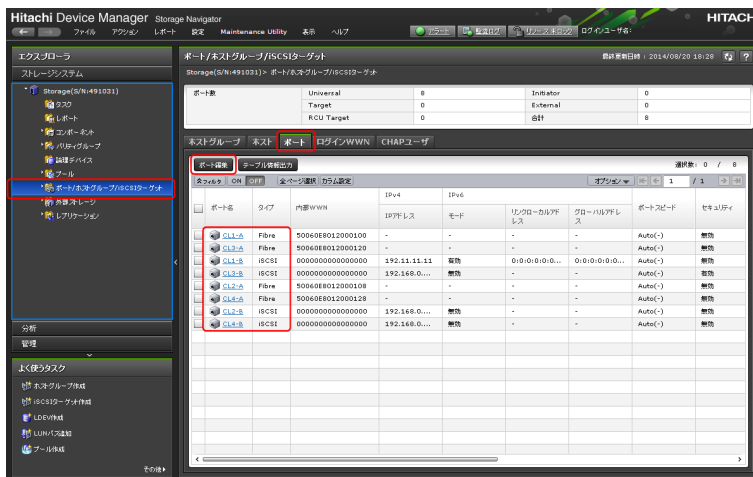 Hitachi Device Manager Storage Navigator
HITACH
ファイル アクション レポート 設定 Maintenance Utility 表示 ヘルプ
アラート 監査ログ リソースロック ログインユーザ名:
エクスプローラ
ストレージシステム
Storage(S/N:491031)
タスク
レポート
コンポーネント
パリティグループ
論理デバイス
プール
ポート/ホストグループ/iSCSIターゲット
外部ストレージ
レプリケーション
分析
管理
よく使うタスク
ホストグループ作成
iSCSIターゲット作成
LDEV作成
LUNパス追加
プール作成
その他
ポート/ホストグループ/iSCSIターゲット
最終更新日時 : 2014/08/20 18:28
Storage(S/N:491031)> ポート/ホストグループ/iSCSIターゲット
ポート数 Universal 8 Initiator 0
Target 0 External 0
RCU Target 0 合計 8
ホストグループ ホスト ポート ログインWWN CHAPユーザ
ポート編集 テーブル情報出力 選択数: 0 / 8
フィルタ ON OFF 全ページ選択 カラム設定 オプション 1 / 1
IPv4 IPv6
ポート名 タイプ 内部WWN IPアドレス モード リンクローカルアドレス グローバルアドレス ポートスピード セキュリティ
CL1-A Fibre 50060E8012000100 - - - - Auto(-) 無効
CL3-A Fibre 50060E8012000120 - - - - Auto(-) 無効
CL1-B iSCSI 0000000000000000 192.11.11.11 有効 0:0:0:0:0:0... 0:0:0:0:0:0... Auto(-) 有効
CL3-B iSCSI 0000000000000000 192.168.0.... 無効 - - Auto(-) 無効
CL2-A Fibre 50060E8012000108 - - - - Auto(-) 無効
CL4-A Fibre 50060E8012000128 - - - - Auto(-) 無効
CL2-B iSCSI 0000000000000000 192.168.0.... 無効 - - Auto(-) 無効
CL4-B iSCSI 0000000000000000 192.168.0.... 無効 - - Auto(-) 無効